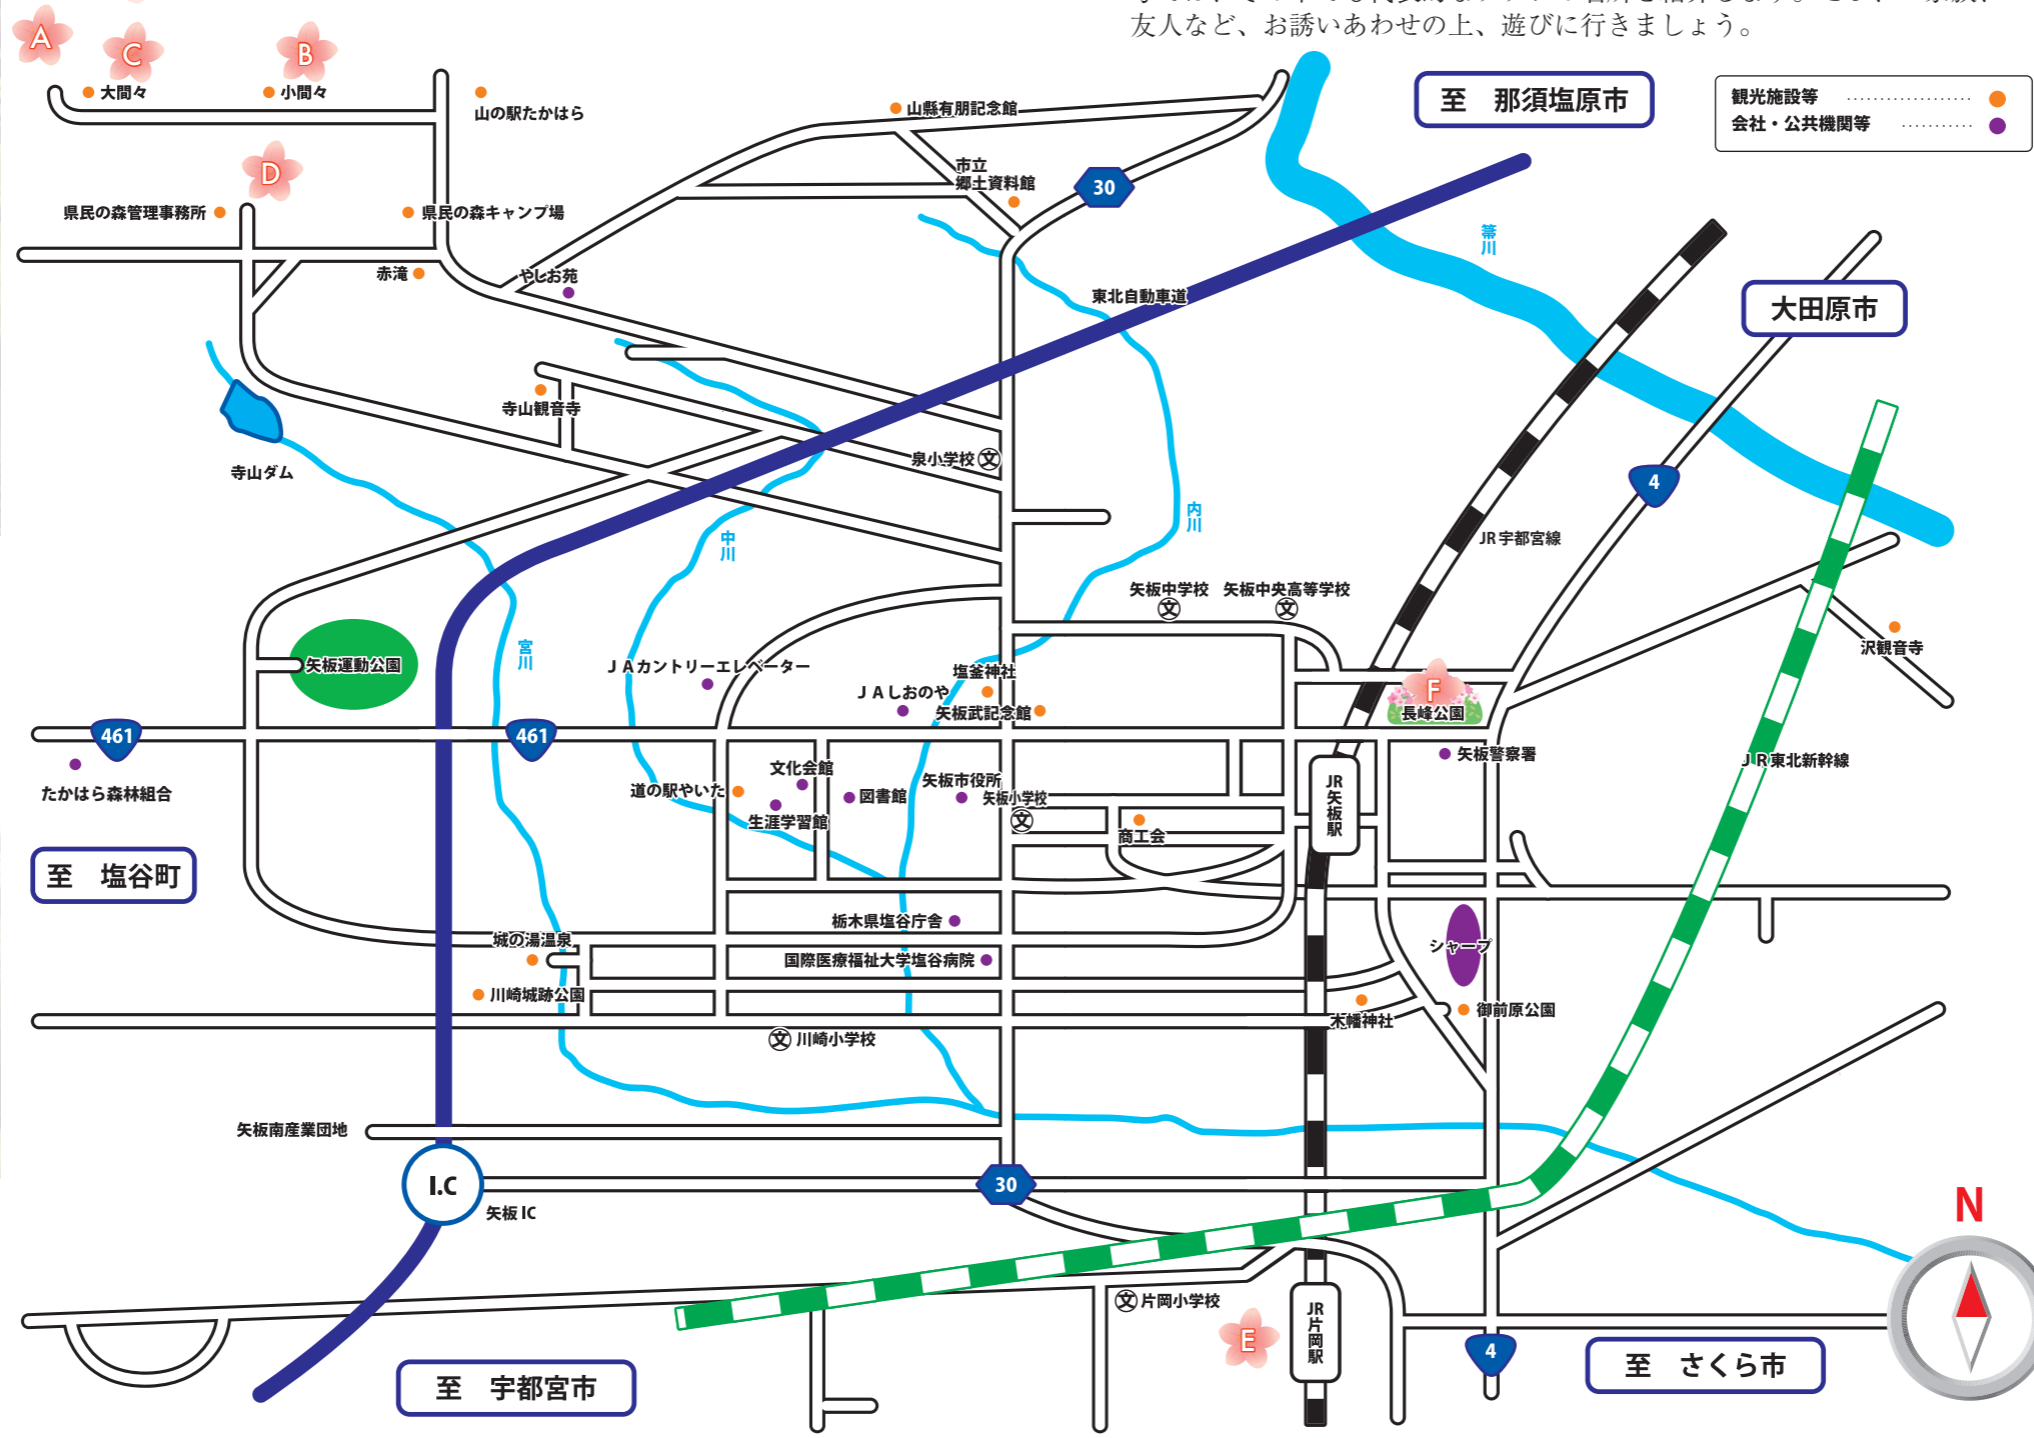 友人など、お誘いあわせの上、遊びに行きましょう。
A
C
B
大間々
小間々
山の駅たかはら
山縣有朋記念館
至 那須塩原市
観光施設等
会社・公共機関等
D
市立
郷土資料館
30
県民の森管理事務所
県民の森キャンプ場
箒川
赤滝
やしお苑
東北自動車道
大田原市
寺山観音寺
寺山ダム
泉小学校
文
4
中川
内川
JR宇都宮線
矢板中学校
文
矢板中央高等学校
文
宮川
矢板運動公園
JAカントリーエレベーター
塩釜神社
JAしおのや
矢板武記念館
F
長峰公園
沢観音寺
461
461
たかはら森林組合
文化会館
道の駅やいた
図書館
生涯学習館
矢板市役所
矢板小学校
文
商工会
JR矢板駅
矢板警察署
JR東北新幹線
至 塩谷町
栃木県塩谷庁舎
城の湯温泉
国際医療福祉大学塩谷病院
シャープ
川崎城跡公園
木幡神社
御前原公園
文
川崎小学校
矢板南産業団地
I.C
矢板IC
30
N
文
片岡小学校
E
JR片岡駅
4
至 宇都宮市
至 さくら市